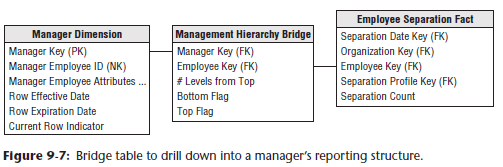 Manager Dimension
Manager Key (PK)
Manager Employee ID (NK)
Manager Employee Attributes ...
Row Effective Date
Row Expiration Date
Current Row Indicator
Management Hierarchy Bridge
Manager Key (FK)
Employee Key (FK)
# Levels from Top
Bottom Flag
Top Flag
Employee Separation Fact
Separation Date Key (FK)
Organization Key (FK)
Employee Key (FK)
Separation Profile Key (FK)
Separation Count
Figure 9-7: Bridge table to drill down into a manager's reporting structure.